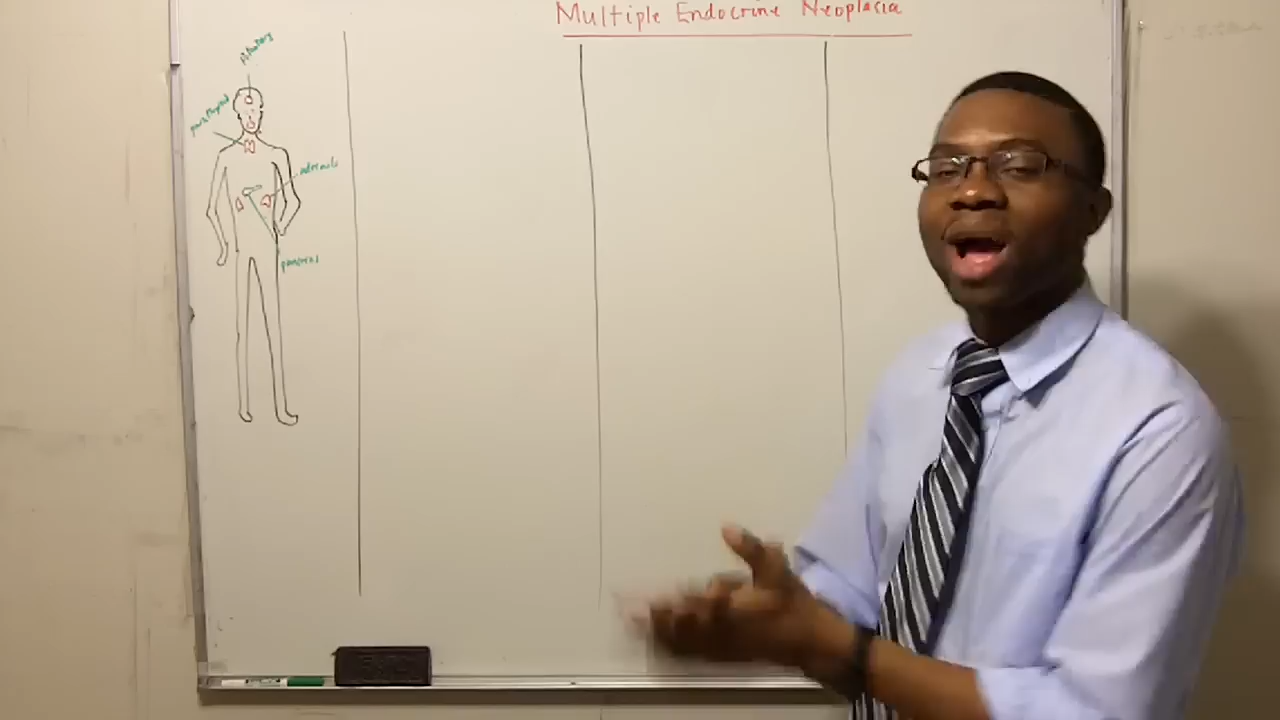 Multiple Endocrine Neoplasia
pituitary
parathyroid
adrenals
pancreas